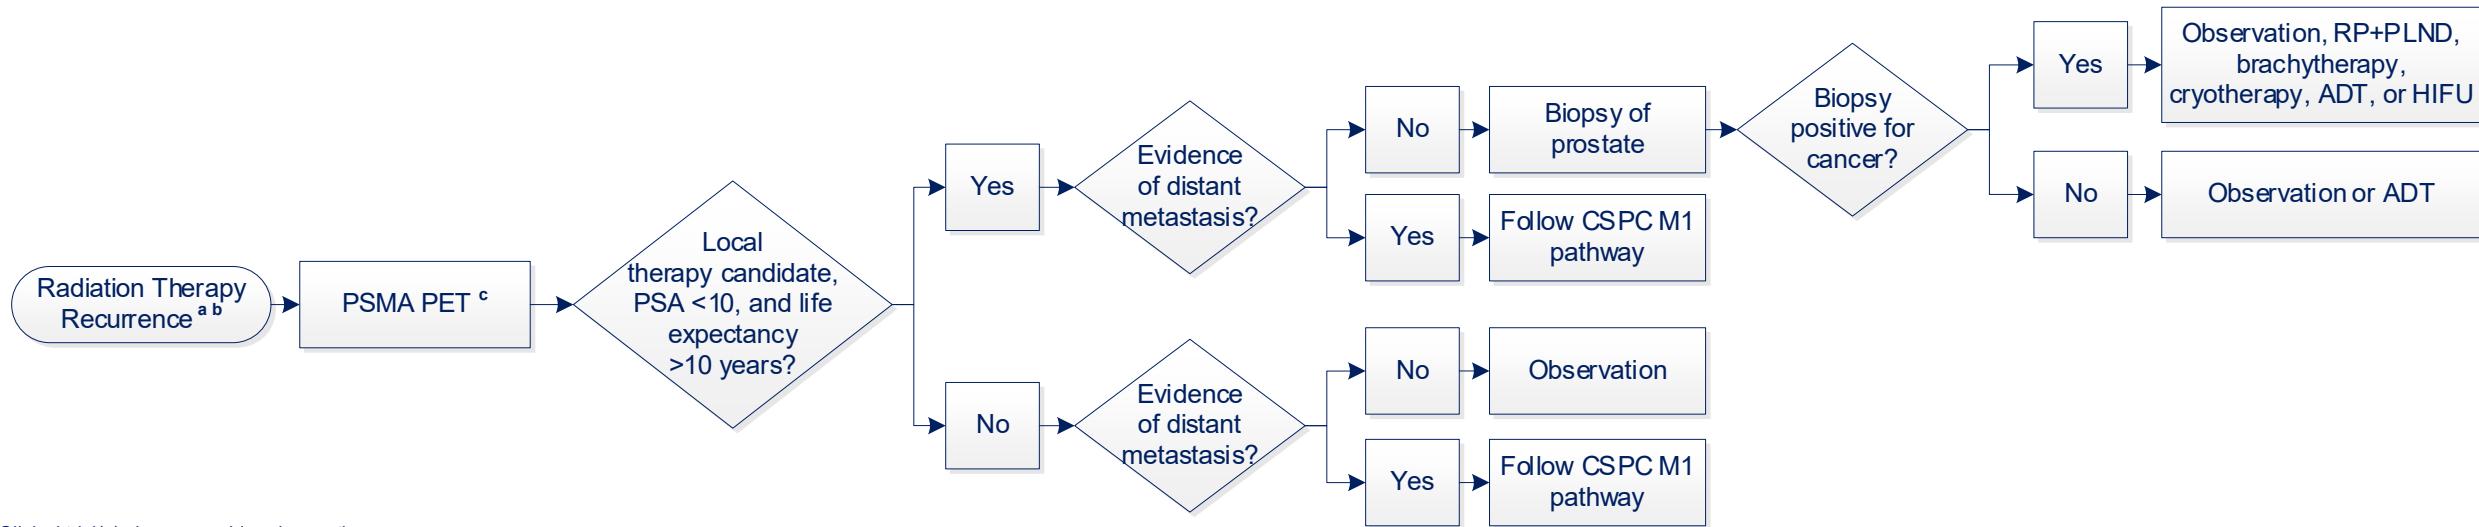 Radiation Therapy
Recurrence a b
PSMA PET c
Local
therapy candidate,
PSA <10, and life
expectancy
>10 years?
Yes
Evidence
of distant
metastasis?
No
Biopsy of
prostate
Biopsy
positive for
cancer?
Yes
Observation, RP+PLND,
brachytherapy,
cryotherapy, ADT, or HIFU
No
Observation or ADT
Yes
Follow CSPC M1
pathway
No
Evidence
of distant
metastasis?
No
Observation
Yes
Follow CSPC M1
pathway